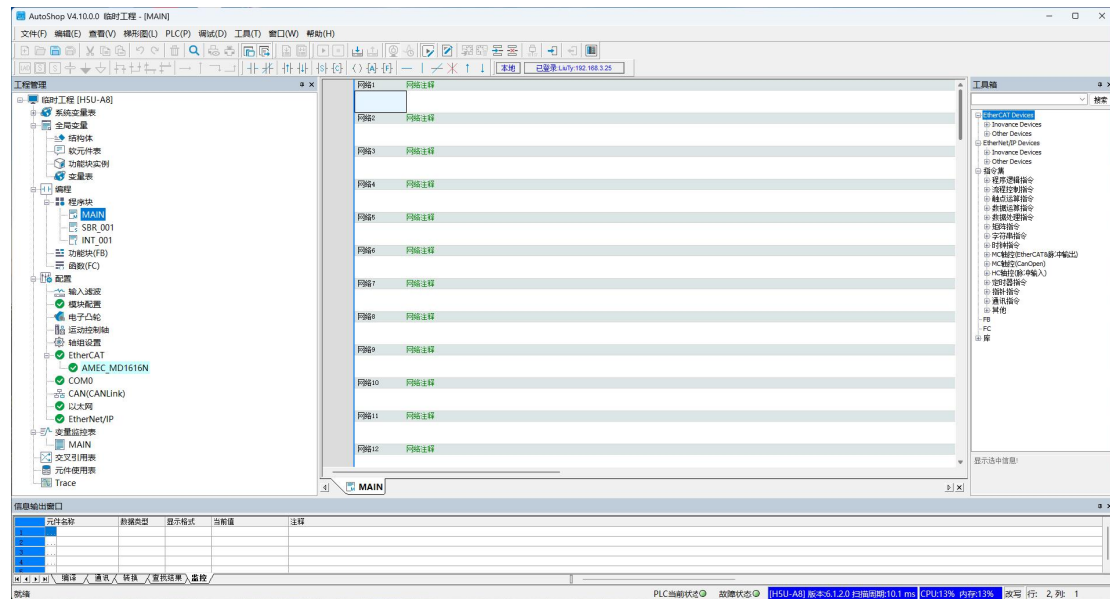 AutoShop V4.10.0.0 临时工程 - [MAIN]
文件(F) 编辑(E) 查看(V) 梯形图(L) PLC(P) 调试(D) 工具(T) 窗口(W) 帮助(H)
本地 已登录:LiuTy:192.168.3.25
工程管理
临时工程 [H5U-A8]
系统变量表
全局变量
结构体
软元件表
功能块实例
变量表
编程
程序块
MAIN
SBR_001
INT_001
功能块(FB)
函数(FC)
配置
输入滤波
模块配置
电子凸轮
运动控制轴
轴组设置
EtherCAT
AMEC_MD1616N
COM0
CAN(CANLink)
以太网
EtherNet/IP
变量监控表
MAIN
交叉引用表
元件使用表
Trace
网络1 网络注释
网络2 网络注释
网络3 网络注释
网络4 网络注释
网络5 网络注释
网络6 网络注释
网络7 网络注释
网络8 网络注释
网络9 网络注释
网络10 网络注释
网络11 网络注释
网络12 网络注释
MAIN
工具箱
搜索
EtherCAT Devices
Inovance Devices
Other Devices
EtherNet/IP Devices
Inovance Devices
Other Devices
指令集
程序逻辑指令
流程控制指令
触点运算指令
数据运算指令
数据处理指令
矩阵指令
字符串指令
时钟指令
MC轴控(EtherCAT&脉冲输出)
MC轴控(CanOpen)
HC轴控(脉冲输入)
定时器指令
指针指令
通讯指令
其他
FB
FC
库
显示选中信息!
信息输出窗口
元件名称 数据类型 显示格式 当前值 注释
1
2
3
4
编译 通讯 转换 查找结果 监控
就绪 PLC当前状态 故障状态 [H5U-A8] 版本:6.1.2.0 扫描周期:10.1 ms CPU:13% 内存:13% 改写 行: 2, 列: 1